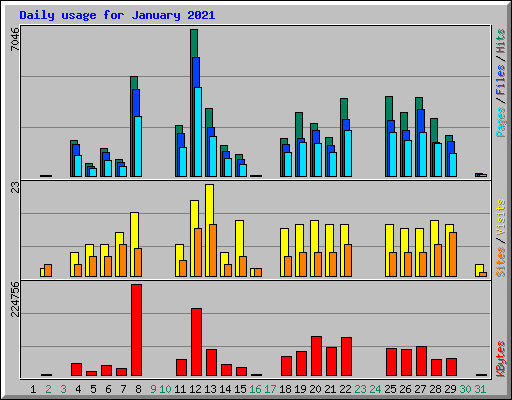 Daily usage for January 2021
7046
Pages / Files / Hits
23
Sites / Visits
224756
KBytes
1 2 3 4 5 6 7 8 9 10 11 12 13 14 15 16 17 18 19 20 21 22 23 24 25 26 27 28 29 30 31